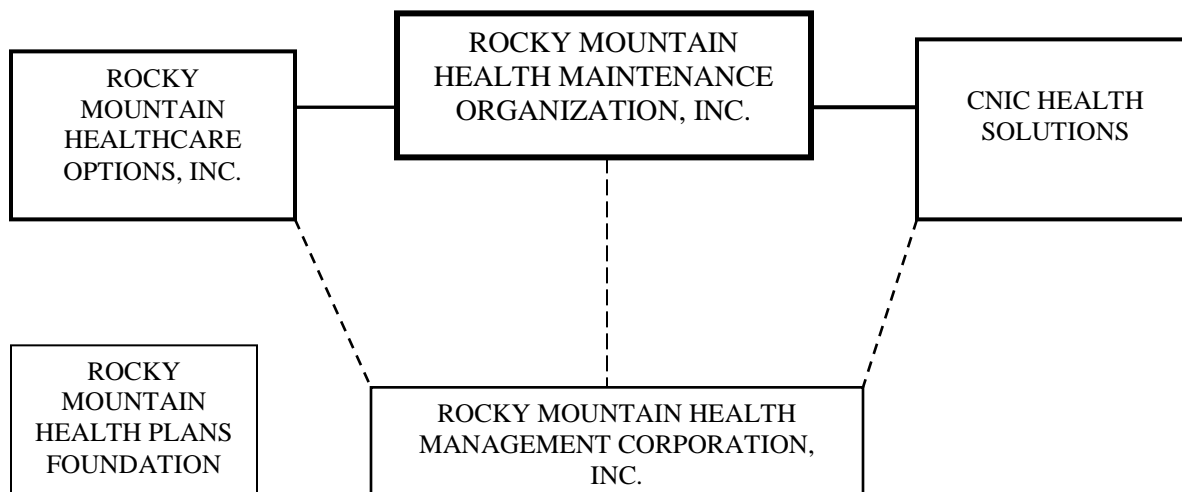 ROCKY MOUNTAIN
HEALTH MAINTENANCE
ORGANIZATION, INC.
ROCKY
MOUNTAIN
HEALTHCARE
OPTIONS, INC.
CNIC HEALTH
SOLUTIONS
ROCKY
MOUNTAIN
HEALTH PLANS
FOUNDATION
ROCKY MOUNTAIN HEALTH
MANAGEMENT CORPORATION,
INC.